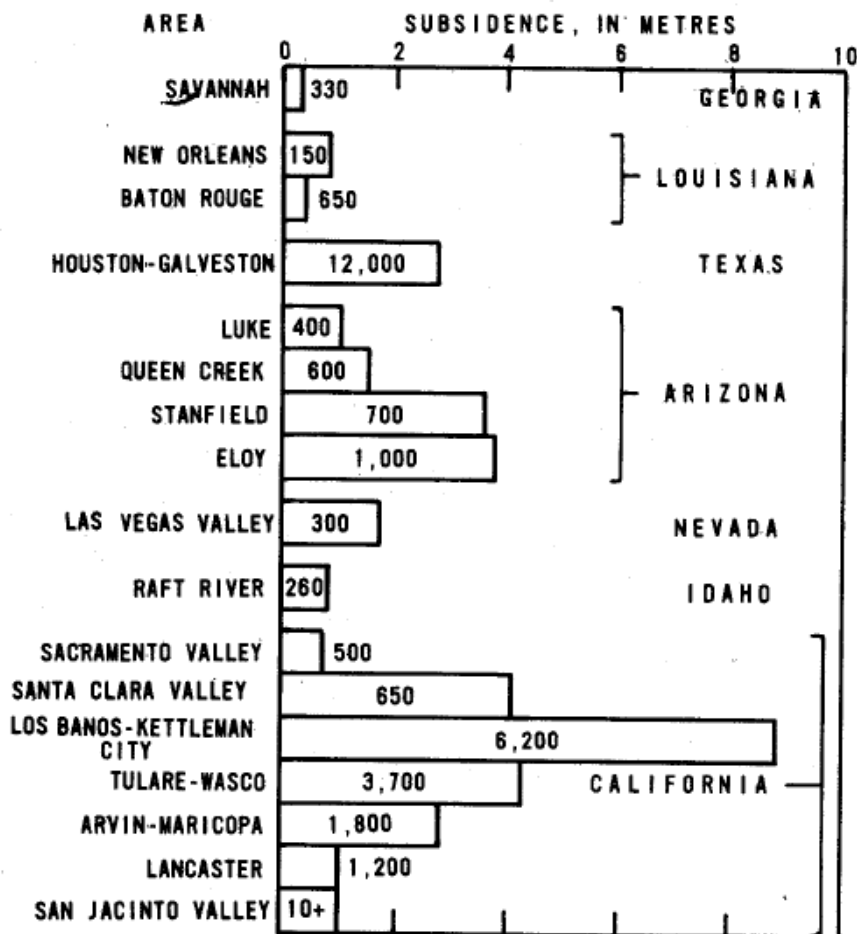 AREA SUBSIDENCE, IN METRES
0 2 4 6 8 10
SAVANNAH 330 GEORGIA
NEW ORLEANS 150
LOUISIANA
BATON ROUGE 650
HOUSTON-GALVESTON 12,000 TEXAS
LUKE 400
QUEEN CREEK 600
ARIZONA
STANFIELD 700
ELOY 1,000
LAS VEGAS VALLEY 300 NEVADA
RAFT RIVER 260 IDAHO
SACRAMENTO VALLEY 500
SANTA CLARA VALLEY 650
LOS BANOS-KETTLEMAN
CITY 6,200
TULARE-WASCO 3,700 CALIFORNIA
ARVIN-MARICOPA 1,800
LANCASTER 1,200
SAN JACINTO VALLEY 10+